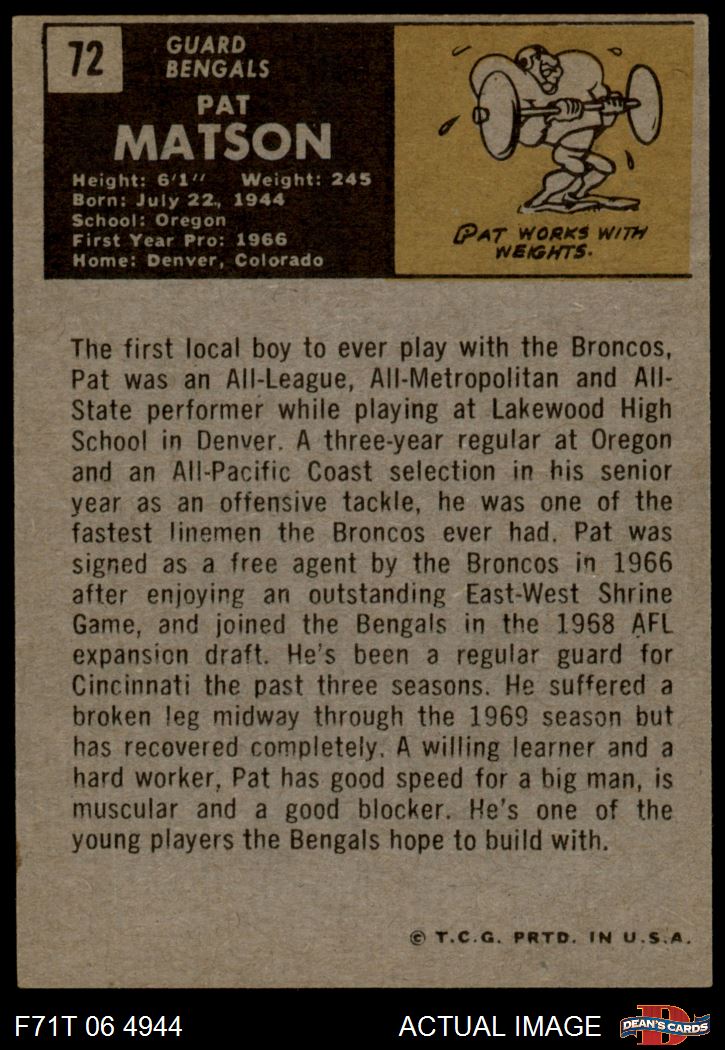 72
GUARD
BENGALS
PAT
MATSON
Height: 6'1" Weight: 245
Born: July 22, 1944
School: Oregon
First Year Pro: 1966
Home: Denver, Colorado
PAT WORKS WITH
WEIGHTS.
The first local boy to ever play with the Broncos,
Pat was an All-League, All-Metropolitan and All-
State performer while playing at Lakewood High
School in Denver. A three-year regular at Oregon
and an All-Pacific Coast selection in his senior
year as an offensive tackle, he was one of the
fastest linemen the Broncos ever had. Pat was
signed as a free agent by the Broncos in 1966
after enjoying an outstanding East-West Shrine
Game, and joined the Bengals in the 1968 AFL
expansion draft. He's been a regular guard for
Cincinnati the past three seasons. He suffered a
broken leg midway through the 1969 season but
has recovered completely. A willing learner and a
hard worker, Pat has good speed for a big man, is
muscular and a good blocker. He's one of the
young players the Bengals hope to build with.
© T.C.G. PRTD. IN U.S.A.
F71T 06 4944
ACTUAL IMAGE
D
DEAN'S CARDS